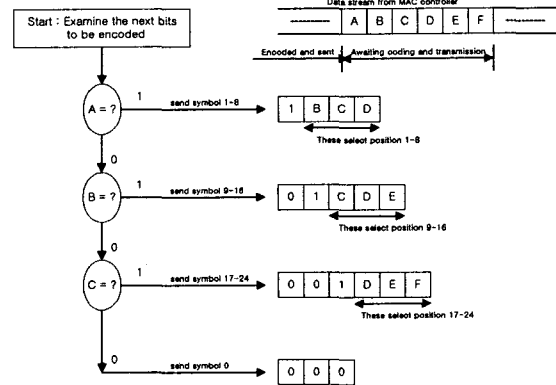 Data stream from MAC controller
Start : Examine the next bits
to be encoded
A B C D E F
Encoded and sent
Awaiting coding and transmission
A = ?
1
send symbol 1-8
1 B C D
These select position 1-8
0
B = ?
1
send symbol 9-16
0 1 C D E
These select position 9-16
0
C = ?
1
send symbol 17-24
0 0 1 D E F
These select position 17-24
0
send symbol 0
0 0 0